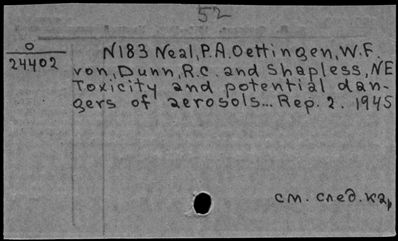 52
0
24402
N183 Neal, P.A. Oettingen, W.F.
von, Dunn, R.C. and Shapless, NE
Toxicity and potential dan-
gers of aerosols... Rep. 2. 1945
см. след. к-а,